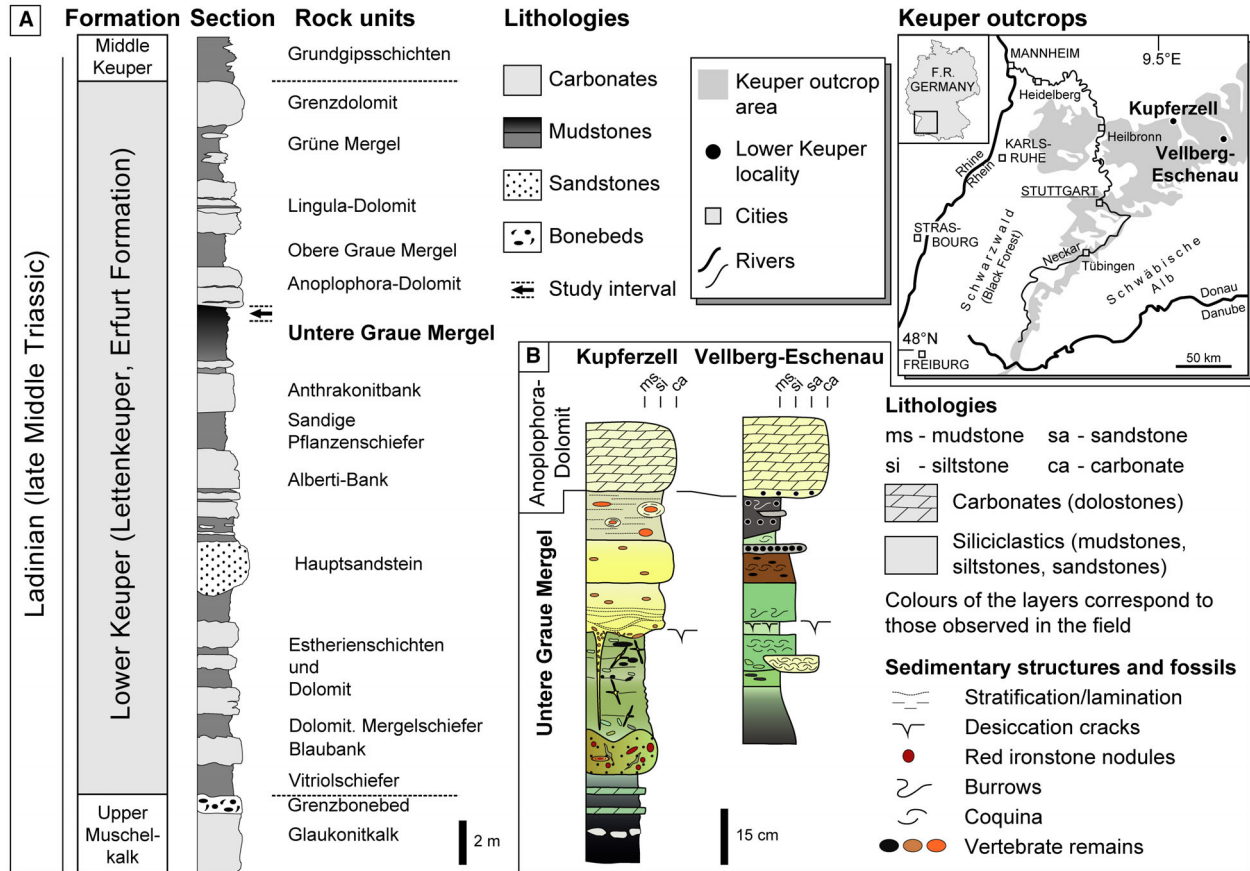 A
Formation
Section
Rock units
Ladinian (late Middle Triassic)
Middle
Keuper
Lower Keuper (Lettenkeuper, Erfurt Formation)
Upper
Muschel-
kalk
Grundgipsschichten
Grenzdolomit
Grüne Mergel
Lingula-Dolomit
Obere Graue Mergel
Anoplophora-Dolomit
Untere Graue Mergel
Anthrakonitbank
Sandige
Pflanzenschiefer
Alberti-Bank
Hauptsandstein
Estherienschichten
und
Dolomit
Dolomit. Mergelschiefer
Blaubank
Vitriolschiefer
Grenzbonebed
Glaukonitkalk
2 m
Lithologies
Carbonates
Mudstones
Sandstones
Bonebeds
Study interval
Keuper outcrop
area
Lower Keuper
locality
Cities
Rivers
Keuper outcrops
F.R.
GERMANY
MANNHEIM
9.5°E
Heidelberg
Kupferzell
Heilbronn
KARLS-
RUHE
Vellberg-
Eschenau
Rhine
Rhein
STUTTGART
STRAS-
BOURG
Schwarzwald
(Black Forest)
Neckar
Tübingen
Schwäbische
Alb
Donau
Danube
48°N
FREIBURG
50 km
B
Kupferzell
Vellberg-Eschenau
ms
si
ca
ms
si
sa
ca
Anoplophora-
Dolomit
Untere Graue Mergel
15 cm
Lithologies
ms - mudstone sa - sandstone
si - siltstone ca - carbonate
Carbonates (dolostones)
Siliciclastics (mudstones,
siltstones, sandstones)
Colours of the layers correspond to
those observed in the field
Sedimentary structures and fossils
Stratification/lamination
Desiccation cracks
Red ironstone nodules
Burrows
Coquina
Vertebrate remains